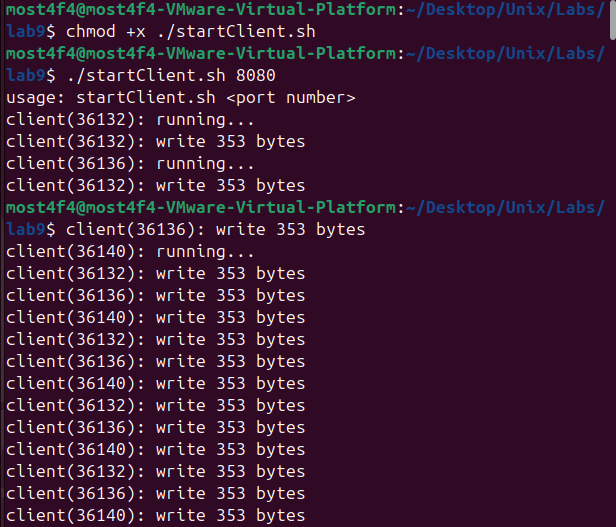 most4f4@most4f4-VMware-Virtual-Platform:~/Desktop/Unix/Labs/
lab9$ chmod +x ./startClient.sh
most4f4@most4f4-VMware-Virtual-Platform:~/Desktop/Unix/Labs/
lab9$ ./startClient.sh 8080
usage: startClient.sh <port number>
client(36132): running...
client(36132): write 353 bytes
client(36136): running...
client(36132): write 353 bytes
most4f4@most4f4-VMware-Virtual-Platform:~/Desktop/Unix/Labs/
lab9$ client(36136): write 353 bytes
client(36140): running...
client(36132): write 353 bytes
client(36136): write 353 bytes
client(36140): write 353 bytes
client(36132): write 353 bytes
client(36136): write 353 bytes
client(36140): write 353 bytes
client(36132): write 353 bytes
client(36136): write 353 bytes
client(36140): write 353 bytes
client(36132): write 353 bytes
client(36136): write 353 bytes
client(36140): write 353 bytes